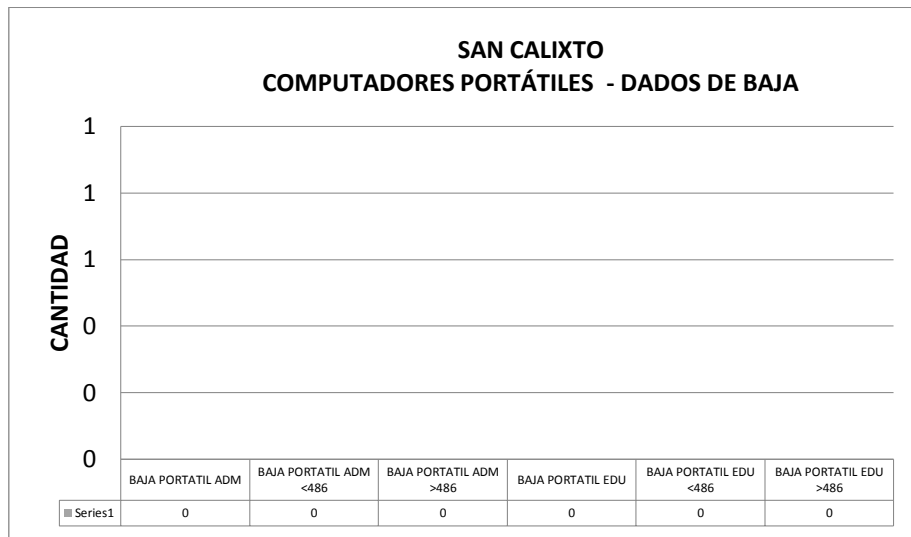 SAN CALIXTO
COMPUTADORES PORTÁTILES - DADOS DE BAJA
CANTIDAD
1
1
1
0
0
0
BAJA PORTATIL ADM
BAJA PORTATIL ADM
<486
BAJA PORTATIL ADM
>486
BAJA PORTATIL EDU
BAJA PORTATIL EDU
<486
BAJA PORTATIL EDU
>486
Series1 0 0 0 0 0 0